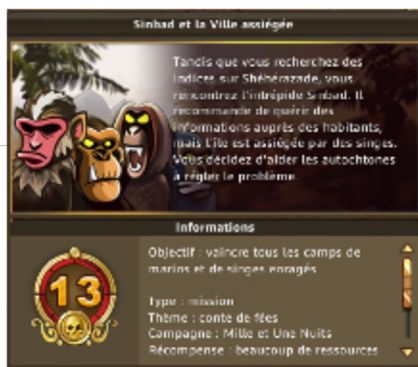 Sinbad et la Ville assiégée
Tandis que vous recherchez des
indices sur Shéhérazade, vous
rencontrez l'intrépide Sinbad. Il
recommande de quérir des
informations auprès des habitants,
mais l'île est assiégée par des singes.
Vous décidez d'aider les autochtones
à régler le problème.
Informations
13
Objectif : vaincre tous les camps de
marins et de singes enragés
Type : mission
Thème : conte de fées
Campagne : Mille et Une Nuits
Récompense : beaucoup de ressources